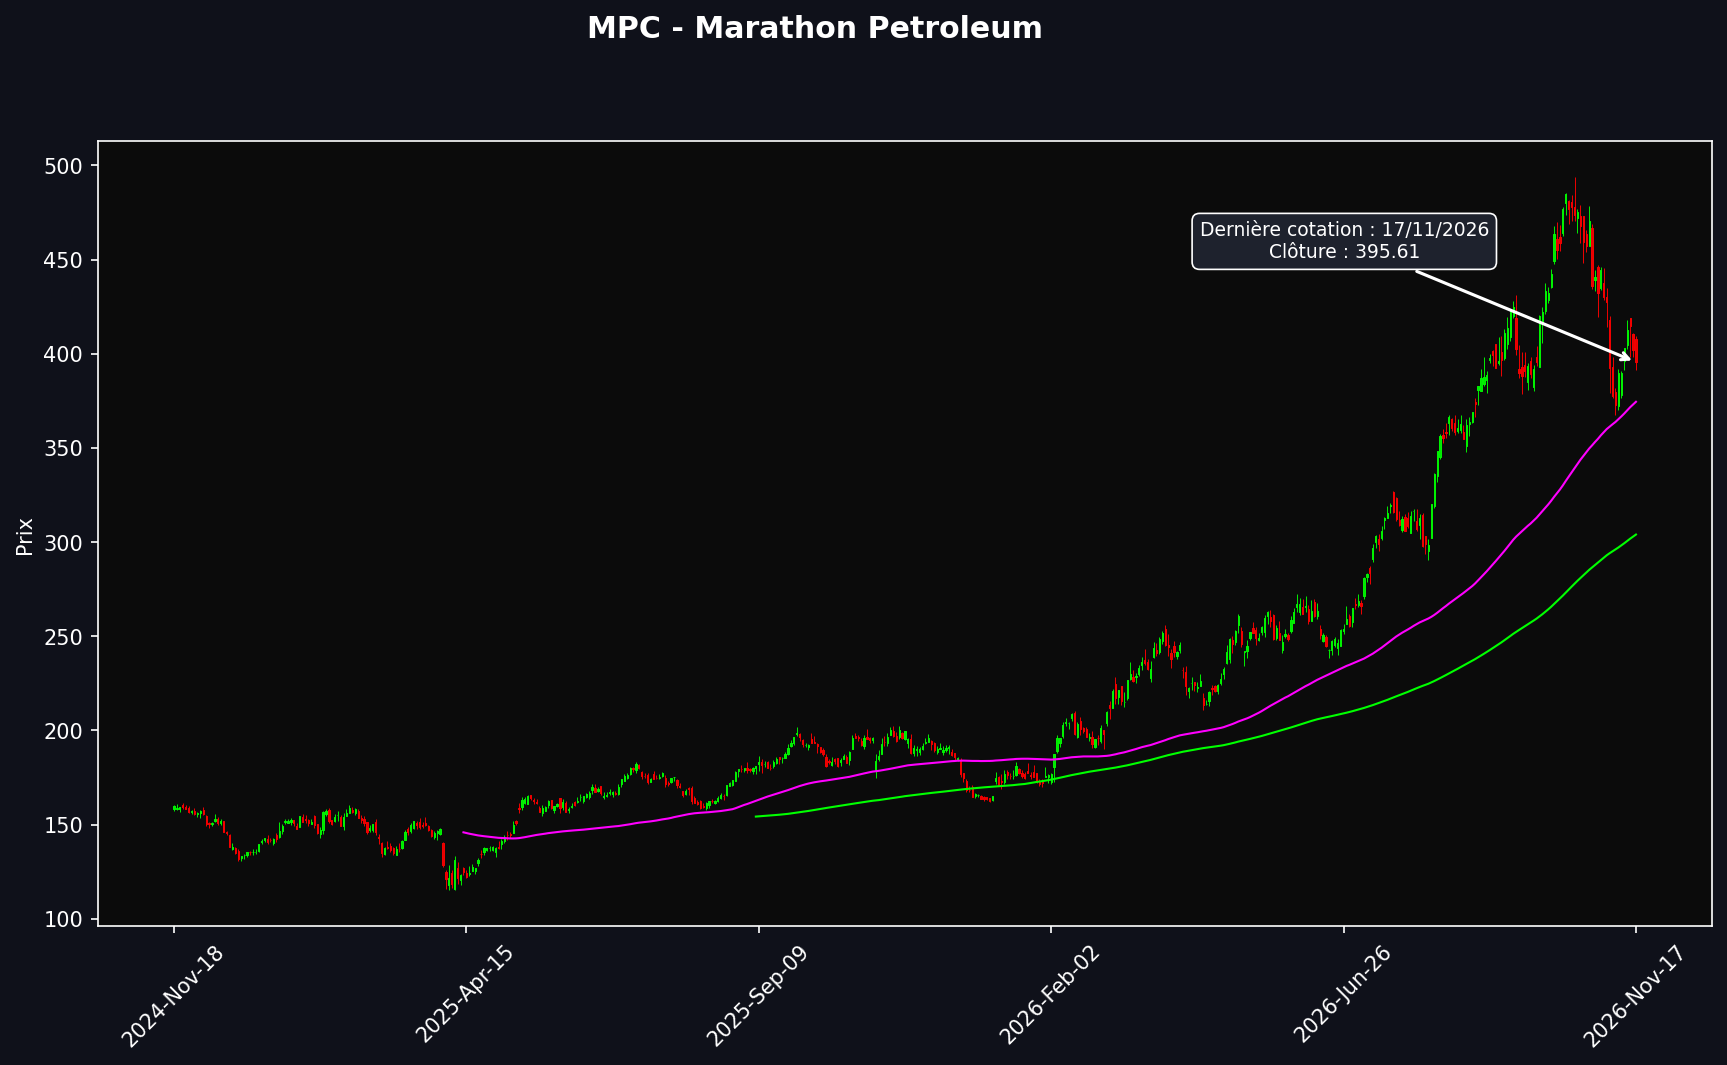 MPC - Marathon Petroleum
Prix
500
450
400
350
300
250
200
150
100
Dernière cotation : 17/11/2026
Clôture : 395.61
2024-Nov-18
2025-Apr-15
2025-Sep-09
2026-Feb-02
2026-Jun-26
2026-Nov-17